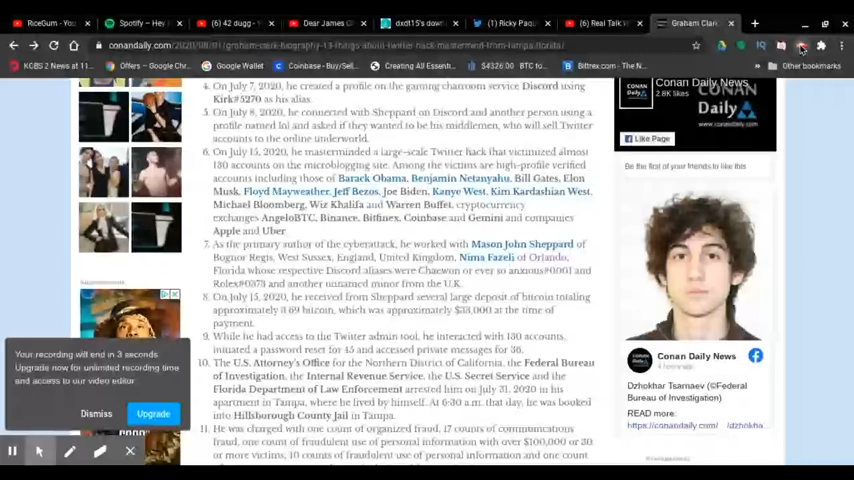 RiceGum - You
Spotify – Hey
(6) 42 dugg -
Dear James
dxd15's dow
(1) Ricky Paq
(6) Real Talk
Graham Clar
conandaily.com/2020/08/01/graham-clark-biography-13-things-about-twitter-hack-mastermind-from-tampa-florida/
KCBS 2 News at 11...
Offers – Google Chr...
Google Wallet
Coinbase - Buy/Sell...
Creating All Essenti...
$4326.00 BTC fo...
Bittrex.com - The N...
Other bookmarks
4. On July 7, 2020, he created a profile on the gaming chatroom service Discord using
Kirk#5270 as his alias.
5. On July 8, 2020, he connected with Sheppard on Discord and another person using a
profile named lol and asked if they wanted to be his middlemen, who will sell Twitter
accounts to the online underworld.
6. On July 15, 2020, he masterminded a large-scale Twitter hack that victimized almost
130 accounts on the microblogging site. Among the victims are high-profile verified
accounts including those of Barack Obama, Benjamin Netanyahu, Bill Gates, Elon
Musk, Floyd Mayweather, Jeff Bezos, Joe Biden, Kanye West, Kim Kardashian West,
Michael Bloomberg, Wiz Khalifa and Warren Buffet, cryptocurrency
exchanges AngeloBTC, Binance, Bitfinex, Coinbase and Gemini and companies
Apple and Uber.
7. As the primary author of the cyberattack, he worked with Mason John Sheppard of
Bognor Regis, West Sussex, England, United Kingdom, Nima Fazeli of Orlando,
Florida whose respective Discord aliases were Chaewon or ever so anxious#0001 and
Rolex#0373 and another unnamed minor from the U.K.
8. On July 15, 2020, he received from Sheppard several large deposit of bitcoin totaling
approximately 3.69 bitcoin, which was approximately $33,000 at the time of
payment.
9. While he had access to the Twitter admin tool, he interacted with 130 accounts,
initiated a password reset for 45 and accessed private messages for 36.
10. The U.S. Attorney's Office for the Northern District of California, the Federal Bureau
of Investigation, the Internal Revenue Service, the U.S. Secret Service and the
Florida Department of Law Enforcement arrested him on July 31, 2020 in his
apartment in Tampa, where he lived by himself. At 6:30 a.m. that day, he was booked
into Hillsborough County Jail in Tampa.
11. He was charged with one count of organized fraud, 17 counts of communications
fraud, one count of fraudulent use of personal information with over $100,000 or 30
or more victims, 10 counts of fraudulent use of personal information and one count
Your recording will end in 3 seconds
Upgrade now for unlimited recording time
and access to our video editor
Dismiss
Upgrade
Conan Daily News
2.8K likes
CONAN
Daily
www.conandaily.com
Like Page
Be the first of your friends to like this
Conan Daily News
4 hours ago
Dzhokhar Tsarnaev (©Federal
Bureau of Investigation)
READ more:
https://conandaily.com/.../dzhokha...